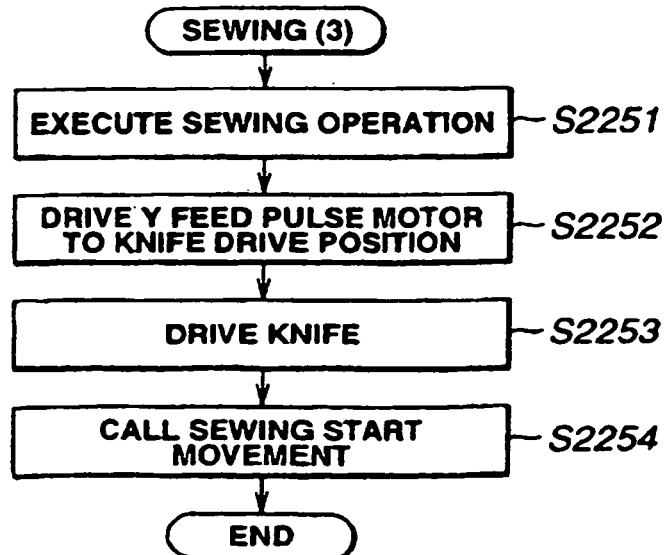 SEWING (3)
EXECUTE SEWING OPERATION
S2251
DRIVE Y FEED PULSE MOTOR
TO KNIFE DRIVE POSITION
S2252
DRIVE KNIFE
S2253
CALL SEWING START
MOVEMENT
S2254
END